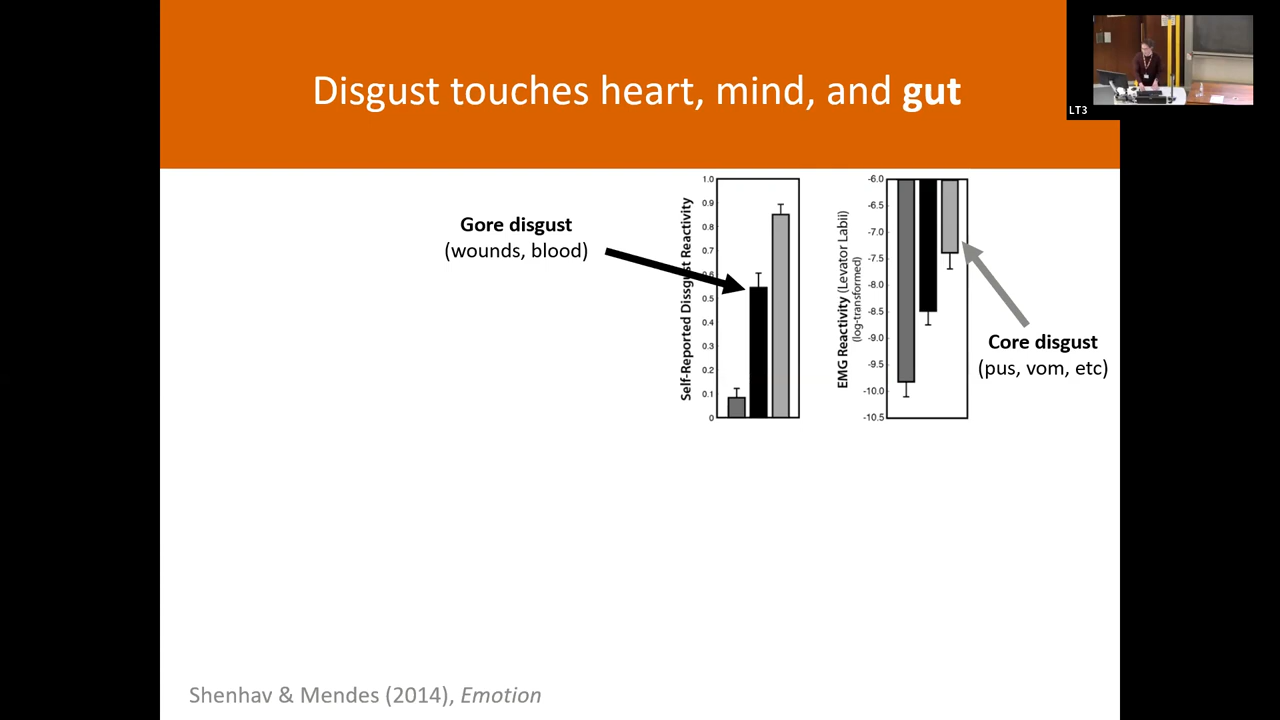 Disgust touches heart, mind, and gut
LT3
Gore disgust
(wounds, blood)
Self-Reported Dissgust Reactivity
1.0
0.9
0.8
0.7
0.6
0.5
0.4
0.3
0.2
0.1
0
EMG Reactivity (Levator Labii)
(log-transformed)
-6.0
-6.5
-7.0
-7.5
-8.0
-8.5
-9.0
-9.5
-10.0
-10.5
Core disgust
(pus, vom, etc)
Shenhav & Mendes (2014), Emotion